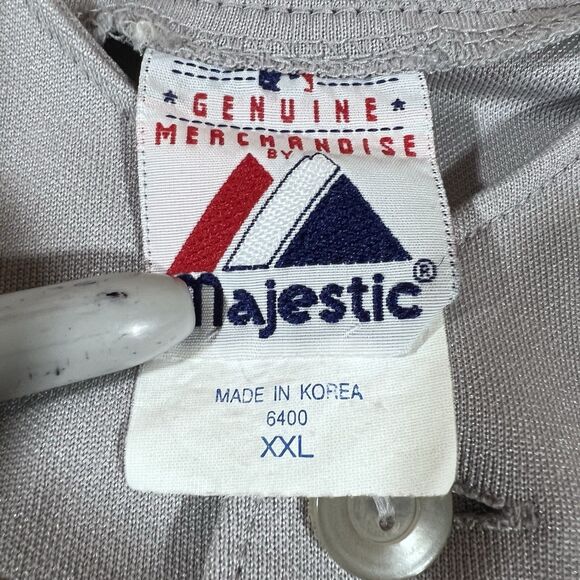 GENUINE
MERCHANDISE
BY
Majestic®
MADE IN KOREA
6400
XXL